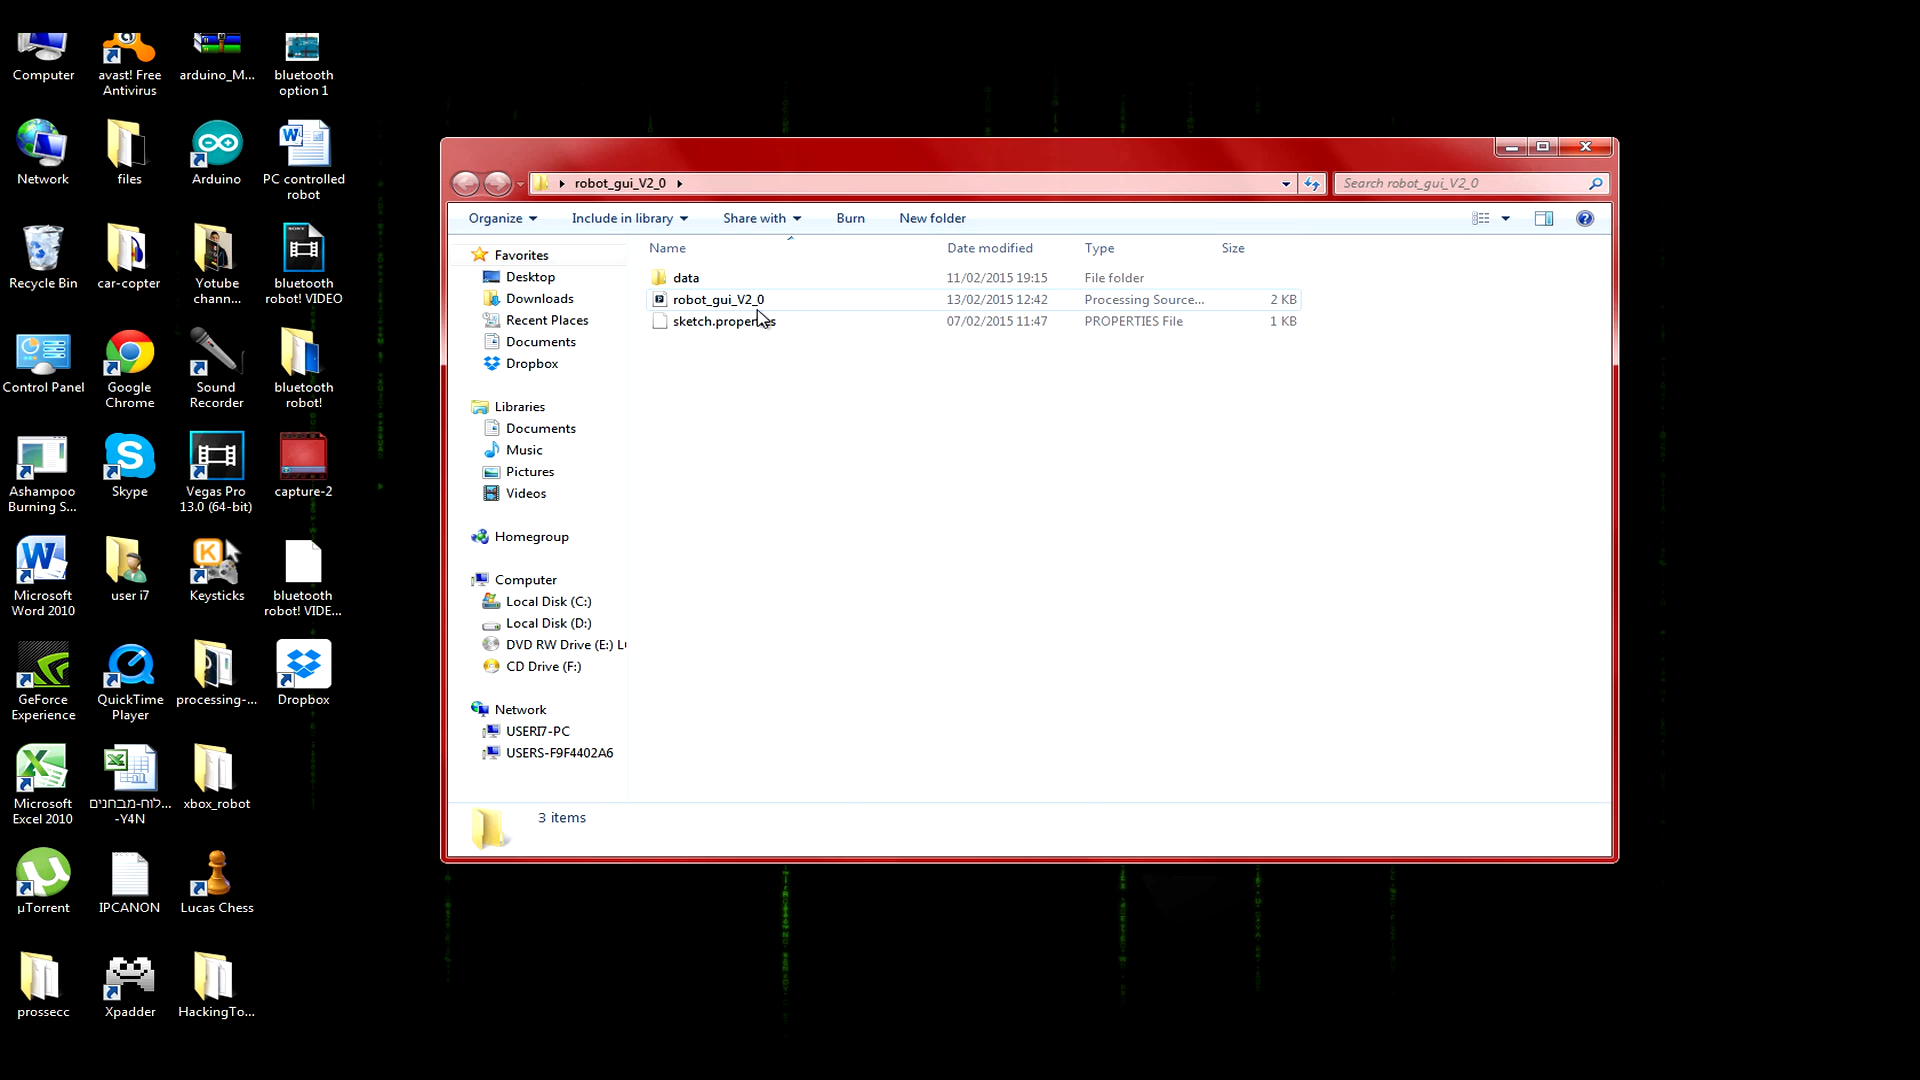 Computer
avast! Free
Antivirus
arduino_M...
bluetooth
option 1
Network
files
Arduino
PC controlled
robot
Recycle Bin
car-copter
Yotube
chann...
bluetooth
robot! VIDEO
Control Panel
Google
Chrome
Sound
Recorder
bluetooth
robot!
Ashampoo
Burning S...
Skype
Vegas Pro
13.0 (64-bit)
capture-2
Microsoft
Word 2010
user i7
Keysticks
bluetooth
robot! VIDE...
GeForce
Experience
QuickTime
Player
processing-...
Dropbox
Microsoft
Excel 2010
לוח-מבחנים...
-Y4N
xbox_robot
µTorrent
IPCANON
Lucas Chess
prossecc
Xpadder
HackingTo...
robot_gui_V2_0
Search robot_gui_V2_0
Organize
Include in library
Share with
Burn
New folder
Name
Date modified
Type
Size
data
11/02/2015 19:15
File folder
robot_gui_V2_0
13/02/2015 12:42
Processing Source...
2 KB
sketch.properties
07/02/2015 11:47
PROPERTIES File
1 KB
Favorites
Desktop
Downloads
Recent Places
Documents
Dropbox
Libraries
Documents
Music
Pictures
Videos
Homegroup
Computer
Local Disk (C:)
Local Disk (D:)
DVD RW Drive (E:)
CD Drive (F:)
Network
USERI7-PC
USERS-F9F4402A6
3 items